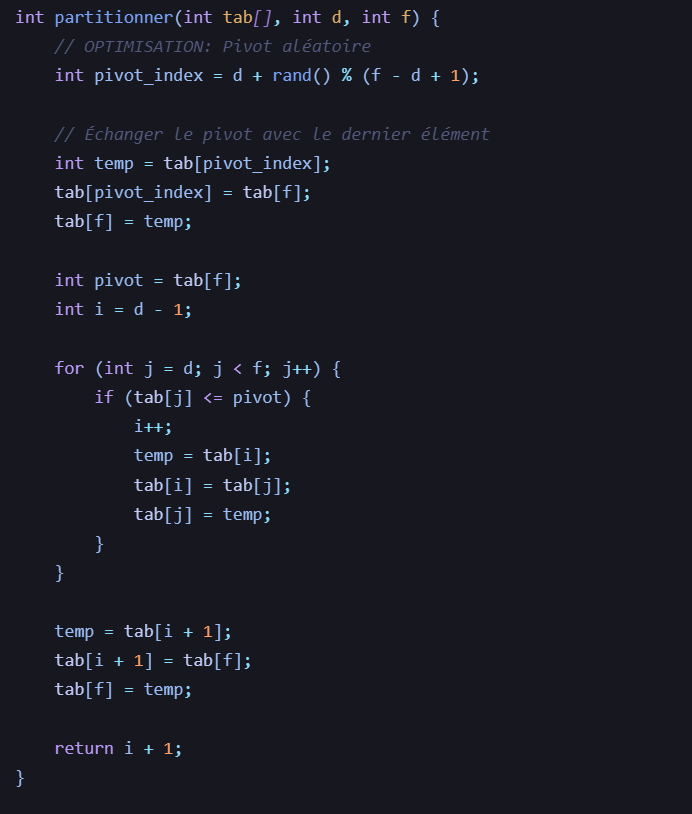 int partitionner(int tab[], int d, int f) {
    // OPTIMISATION: Pivot aléatoire
    int pivot_index = d + rand() % (f - d + 1);

    // Échanger le pivot avec le dernier élément
    int temp = tab[pivot_index];
    tab[pivot_index] = tab[f];
    tab[f] = temp;

    int pivot = tab[f];
    int i = d - 1;

    for (int j = d; j < f; j++) {
        if (tab[j] <= pivot) {
            i++;
            temp = tab[i];
            tab[i] = tab[j];
            tab[j] = temp;
        }
    }

    temp = tab[i + 1];
    tab[i + 1] = tab[f];
    tab[f] = temp;

    return i + 1;
}